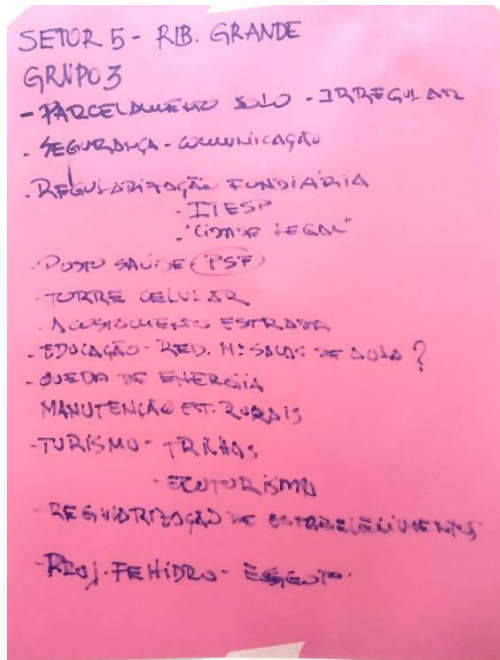 SETOR 5 - RIB. GRANDE
GRUPO 3
- PARCELAMENTO SOLO - IRREGULAR
- SEGURANÇA - COMUNICAÇÃO
- REGULARIZAÇÃO FUNDIÁRIA
- ITESP
- "CIDADE LEGAL"
- POSTO SAÚDE (PSF)
- TORRE CELULAR
- ACOSTAMENTO ESTRADA
- EDUCAÇÃO - RED. Nº SALAS DE AULA?
- QUEDA DE ENERGIA
MANUTENÇÃO EST. RURAIS
- TURISMO - TRILHAS
- ECOTURISMO
REGULARIZAÇÃO DE ESTABELECIMENTOS
- PROJ. FEHIDRO - ESGOTO.